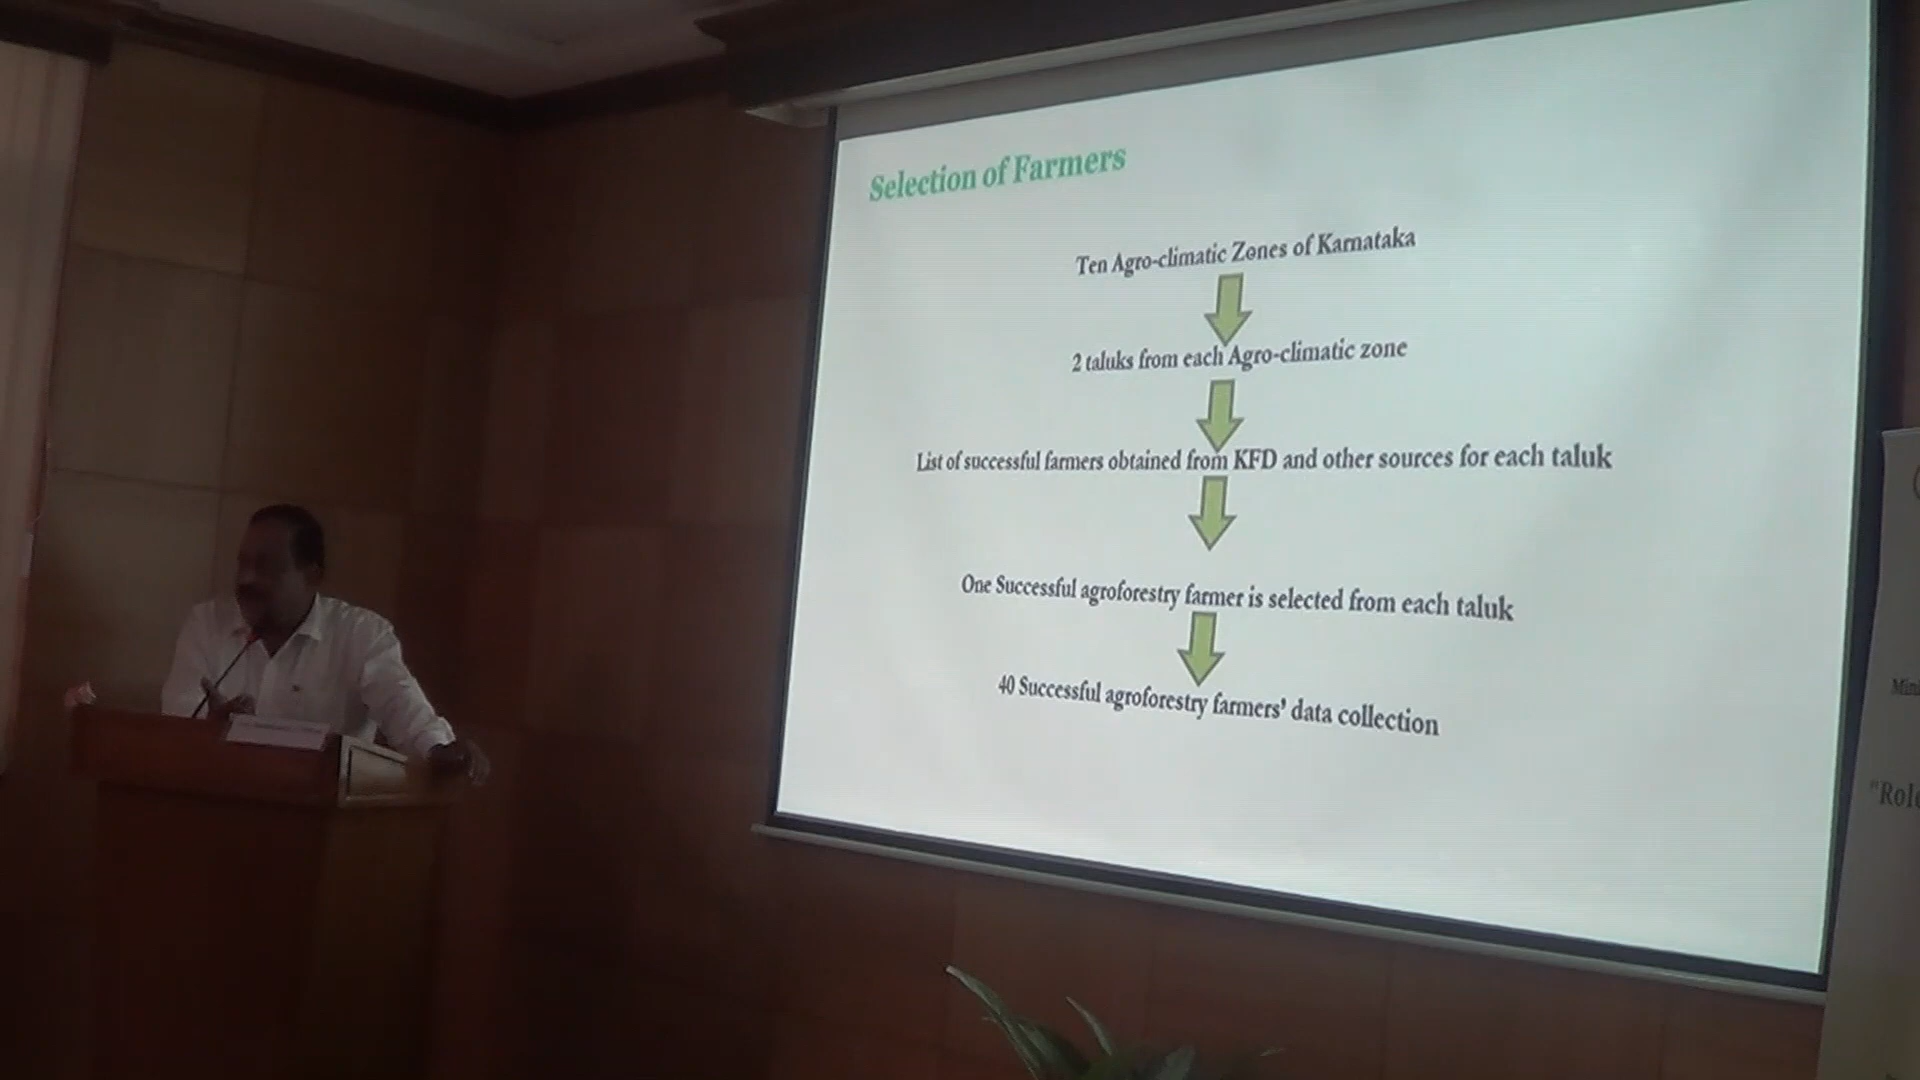 Selection of Farmers
Ten Agro-climatic Zones of Karnataka
2 taluks from each Agro-climatic zone
List of successful farmers obtained from KFD and other sources for each taluk
One Successful agroforestry farmer is selected from each taluk
40 Successful agroforestry farmers' data collection
Mini
"Role